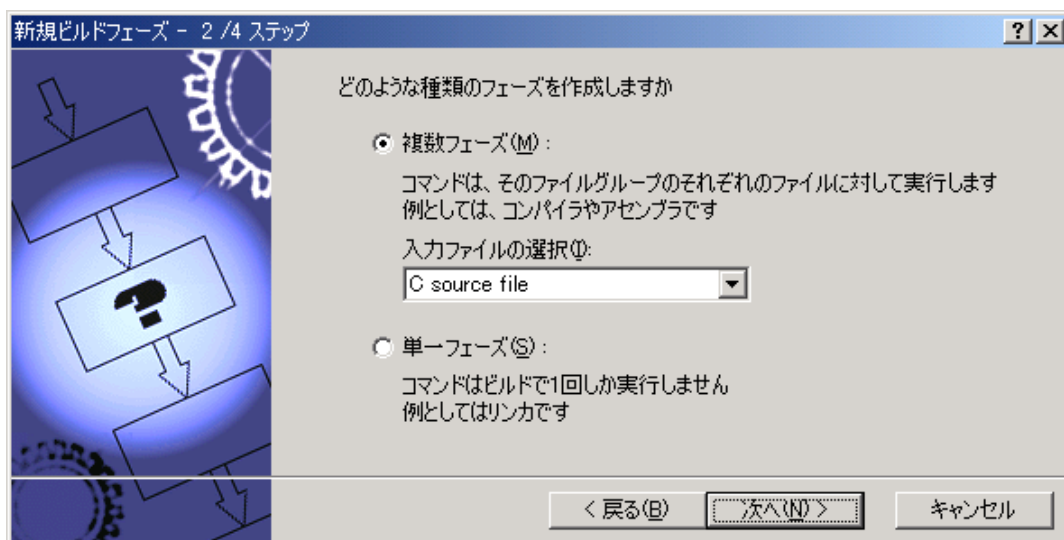 新規ビルドフェーズ - 2 /4 ステップ
どのような種類のフェーズを作成しますか
複数フェーズ(M) :
コマンドは、そのファイルグループのそれぞれのファイルに対して実行します
例としては、コンパイラやアセンブラです
入力ファイルの選択(I):
C source file
単一フェーズ(S) :
コマンドはビルドで1回しか実行しません
例としてはリンカです
< 戻る(B)
次へ(N) >
キャンセル